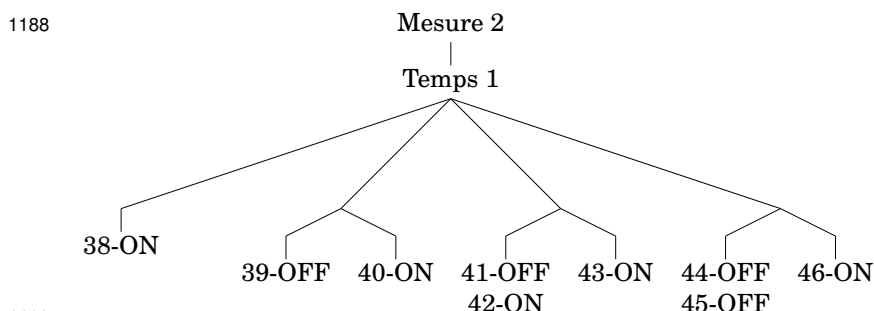 1188
Mesure 2
Temps 1
38-ON
39-OFF 40-ON 41-OFF 43-ON 44-OFF 46-ON
42-ON 45-OFF